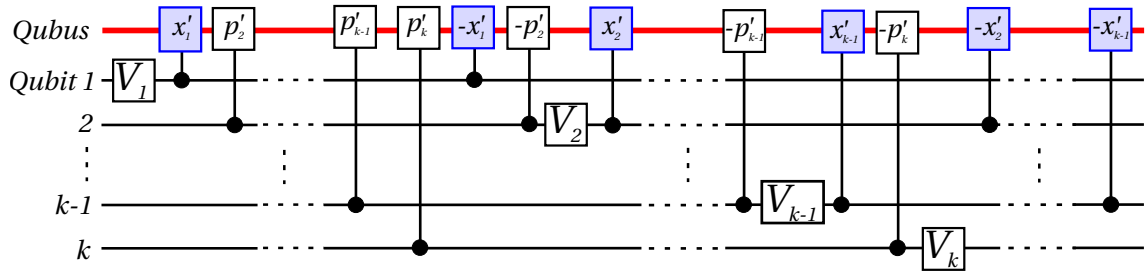 Qubus x′₁ p′₂ p′ₖ₋₁ p′ₖ -x′₁ -p′₂ x′₂ -p′ₖ₋₁ x′ₖ₋₁ -p′ₖ -x′₂ -x′ₖ₋₁
Qubit 1 V₁
2 V₂
k-1 Vₖ₋₁
k Vₖ